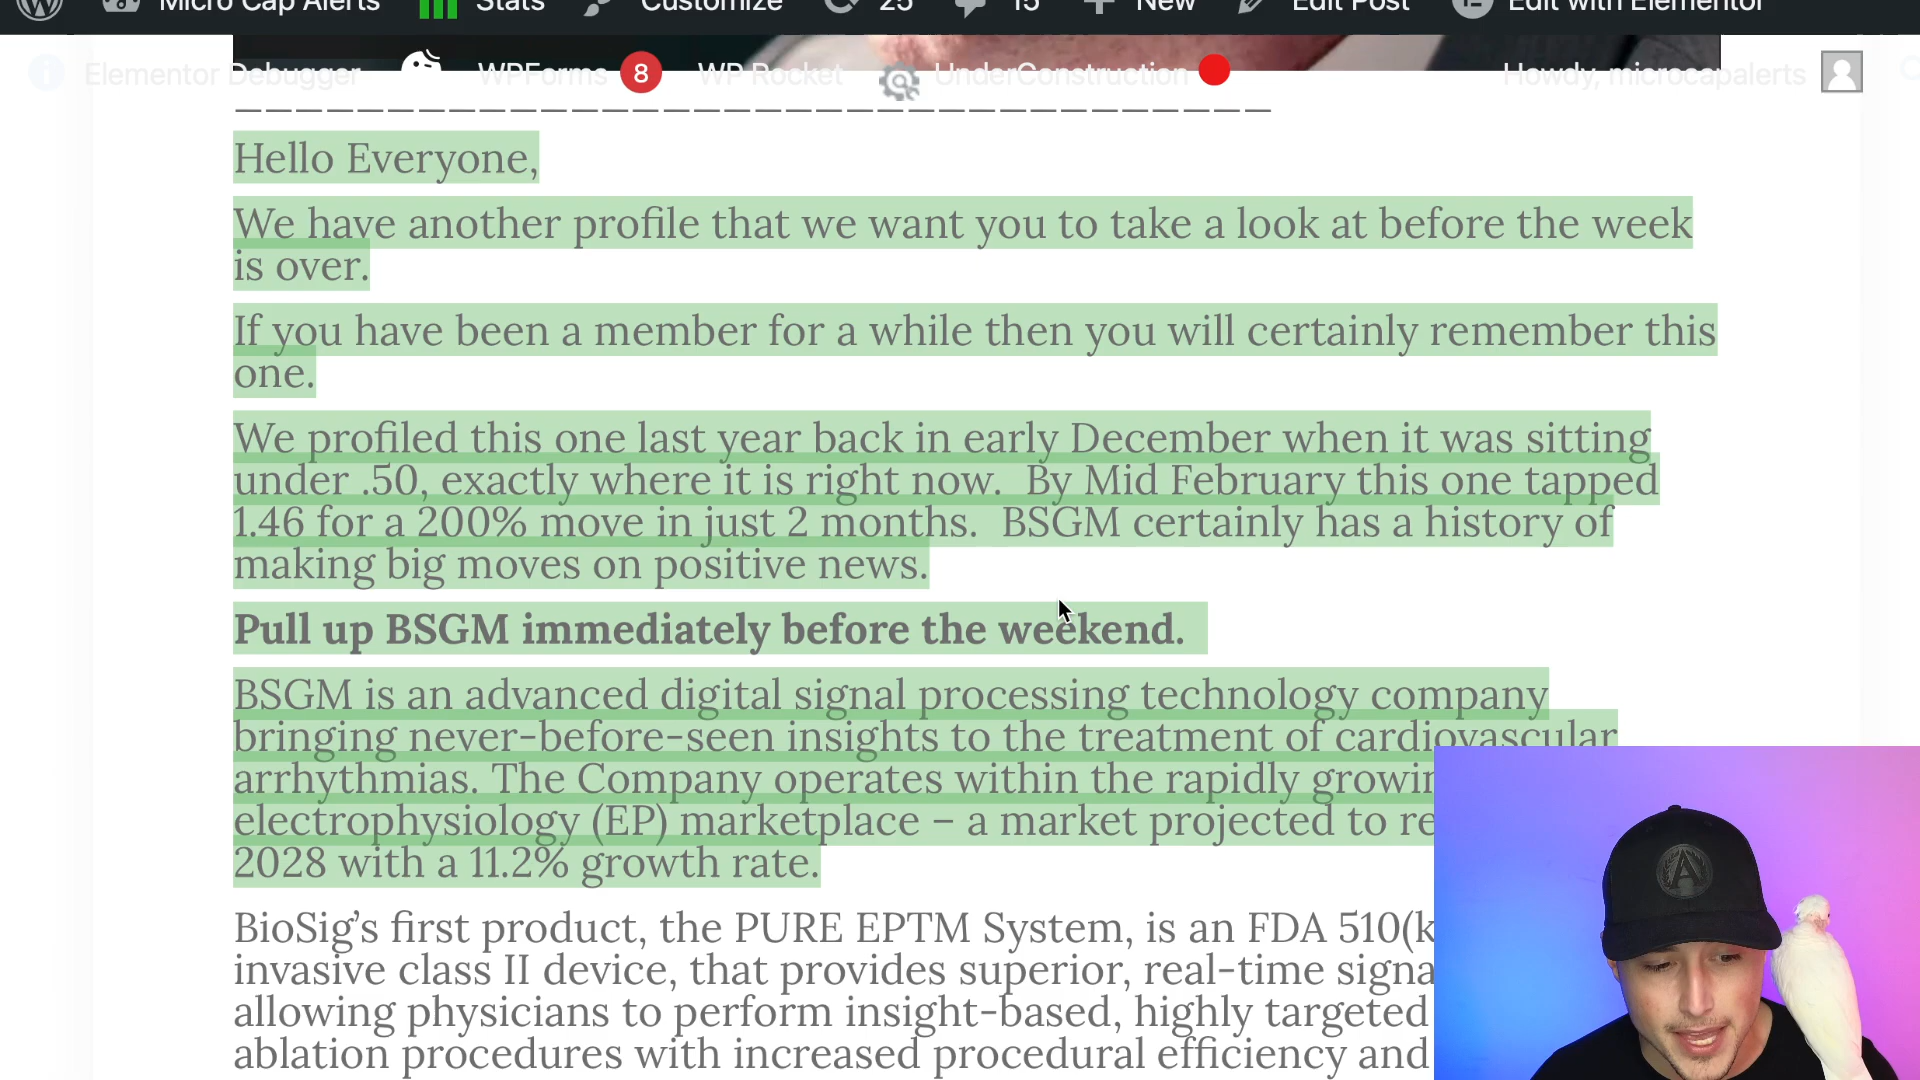 Micro Cap Alerts Stats Customize 25 15 New Edit Post Edit with Elementor
Elementor Debugger WPForms 8 WP Rocket UnderConstruction Howdy, microcapalerts
Hello Everyone,
We have another profile that we want you to take a look at before the week
is over.
If you have been a member for a while then you will certainly remember this
one.
We profiled this one last year back in early December when it was sitting
under .50, exactly where it is right now.  By Mid February this one tapped
1.46 for a 200% move in just 2 months.  BSGM certainly has a history of
making big moves on positive news.
Pull up BSGM immediately before the weekend.
BSGM is an advanced digital signal processing technology company
bringing never-before-seen insights to the treatment of cardiovascular
arrhythmias. The Company operates within the rapidly
electrophysiology (EP) marketplace – a market projected to
2028 with a 11.2% growth rate.
BioSig’s first product, the PURE EPTM System, is an FDA 510(k
invasive class II device, that provides superior, real-time
allowing physicians to perform insight-based, highly targeted
ablation procedures with increased procedural efficiency and